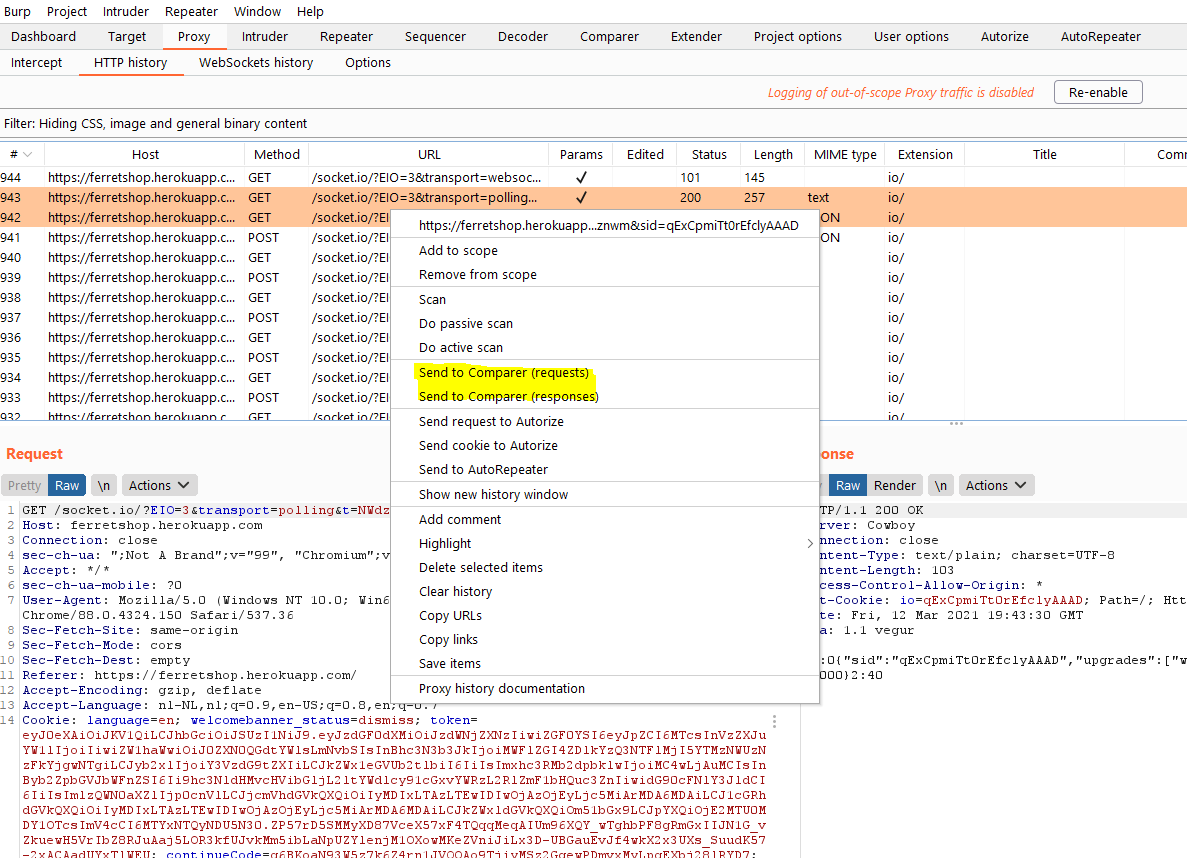 Burp Project Intruder Repeater Window Help
Dashboard Target Proxy Intruder Repeater Sequencer Decoder Comparer Extender Project options User options Autorize AutoRepeater
Intercept HTTP history WebSockets history Options
Logging of out-of-scope Proxy traffic is disabled Re-enable
Filter: Hiding CSS, image and general binary content
# Host Method URL Params Edited Status Length MIME type Extension Title Comm
944 https://ferretshop.herokuapp.c... GET /socket.io/?EIO=3&transport=websoc... ✓ 101 145 io/
943 https://ferretshop.herokuapp.c... GET /socket.io/?EIO=3&transport=polling... ✓ 200 257 text io/
942 https://ferretshop.herokuapp.c... GET /socket.io/?EI ON io/
941 https://ferretshop.herokuapp.c... POST /socket.io/?EI ON io/
940 https://ferretshop.herokuapp.c... GET /socket.io/?EI io/
939 https://ferretshop.herokuapp.c... POST /socket.io/?EI io/
938 https://ferretshop.herokuapp.c... GET /socket.io/?EI io/
937 https://ferretshop.herokuapp.c... POST /socket.io/?EI io/
936 https://ferretshop.herokuapp.c... GET /socket.io/?EI io/
935 https://ferretshop.herokuapp.c... POST /socket.io/?EI io/
934 https://ferretshop.herokuapp.c... GET /socket.io/?EI io/
933 https://ferretshop.herokuapp.c... POST /socket.io/?EI io/
932 https://ferretshop.herokuapp.c... GET /socket.io/?EI io/
https://ferretshop.herokuapp...znwm&sid=qExCpmiTt0rEfclyAAAD
Add to scope
Remove from scope
Scan
Do passive scan
Do active scan
Send to Comparer (requests)
Send to Comparer (responses)
Send request to Autorize
Send cookie to Autorize
Send to AutoRepeater
Show new history window
Add comment
Highlight
Delete selected items
Clear history
Copy URLs
Copy links
Save items
Proxy history documentation
Request
Pretty Raw \n Actions
1 GET /socket.io/?EIO=3&transport=polling&t=NWdz
2 Host: ferretshop.herokuapp.com
3 Connection: close
4 sec-ch-ua: ";Not A Brand";v="99", "Chromium";v
5 Accept: */*
6 sec-ch-ua-mobile: ?0
7 User-Agent: Mozilla/5.0 (Windows NT 10.0; Win6
Chrome/88.0.4324.150 Safari/537.36
8 Sec-Fetch-Site: same-origin
9 Sec-Fetch-Mode: cors
10 Sec-Fetch-Dest: empty
11 Referer: https://ferretshop.herokuapp.com/
12 Accept-Encoding: gzip, deflate
13 Accept-Language: nl-NL,nl;q=0.9,en-US;q=0.8,en;q=0.7
14 Cookie: language=en; welcomebanner_status=dismiss; token=
onse
Raw Render \n Actions
TP/1.1 200 OK
rver: Cowboy
nnection: close
ntent-Type: text/plain; charset=UTF-8
ntent-Length: 103
cess-Control-Allow-Origin: *
t-Cookie: io=qExCpmiTt0rEfclyAAAD; Path=/; Htt
te: Fri, 12 Mar 2021 19:43:30 GMT
a: 1.1 vegur
:0{"sid":"qExCpmiTt0rEfclyAAAD","upgrades":["w
000}2:40